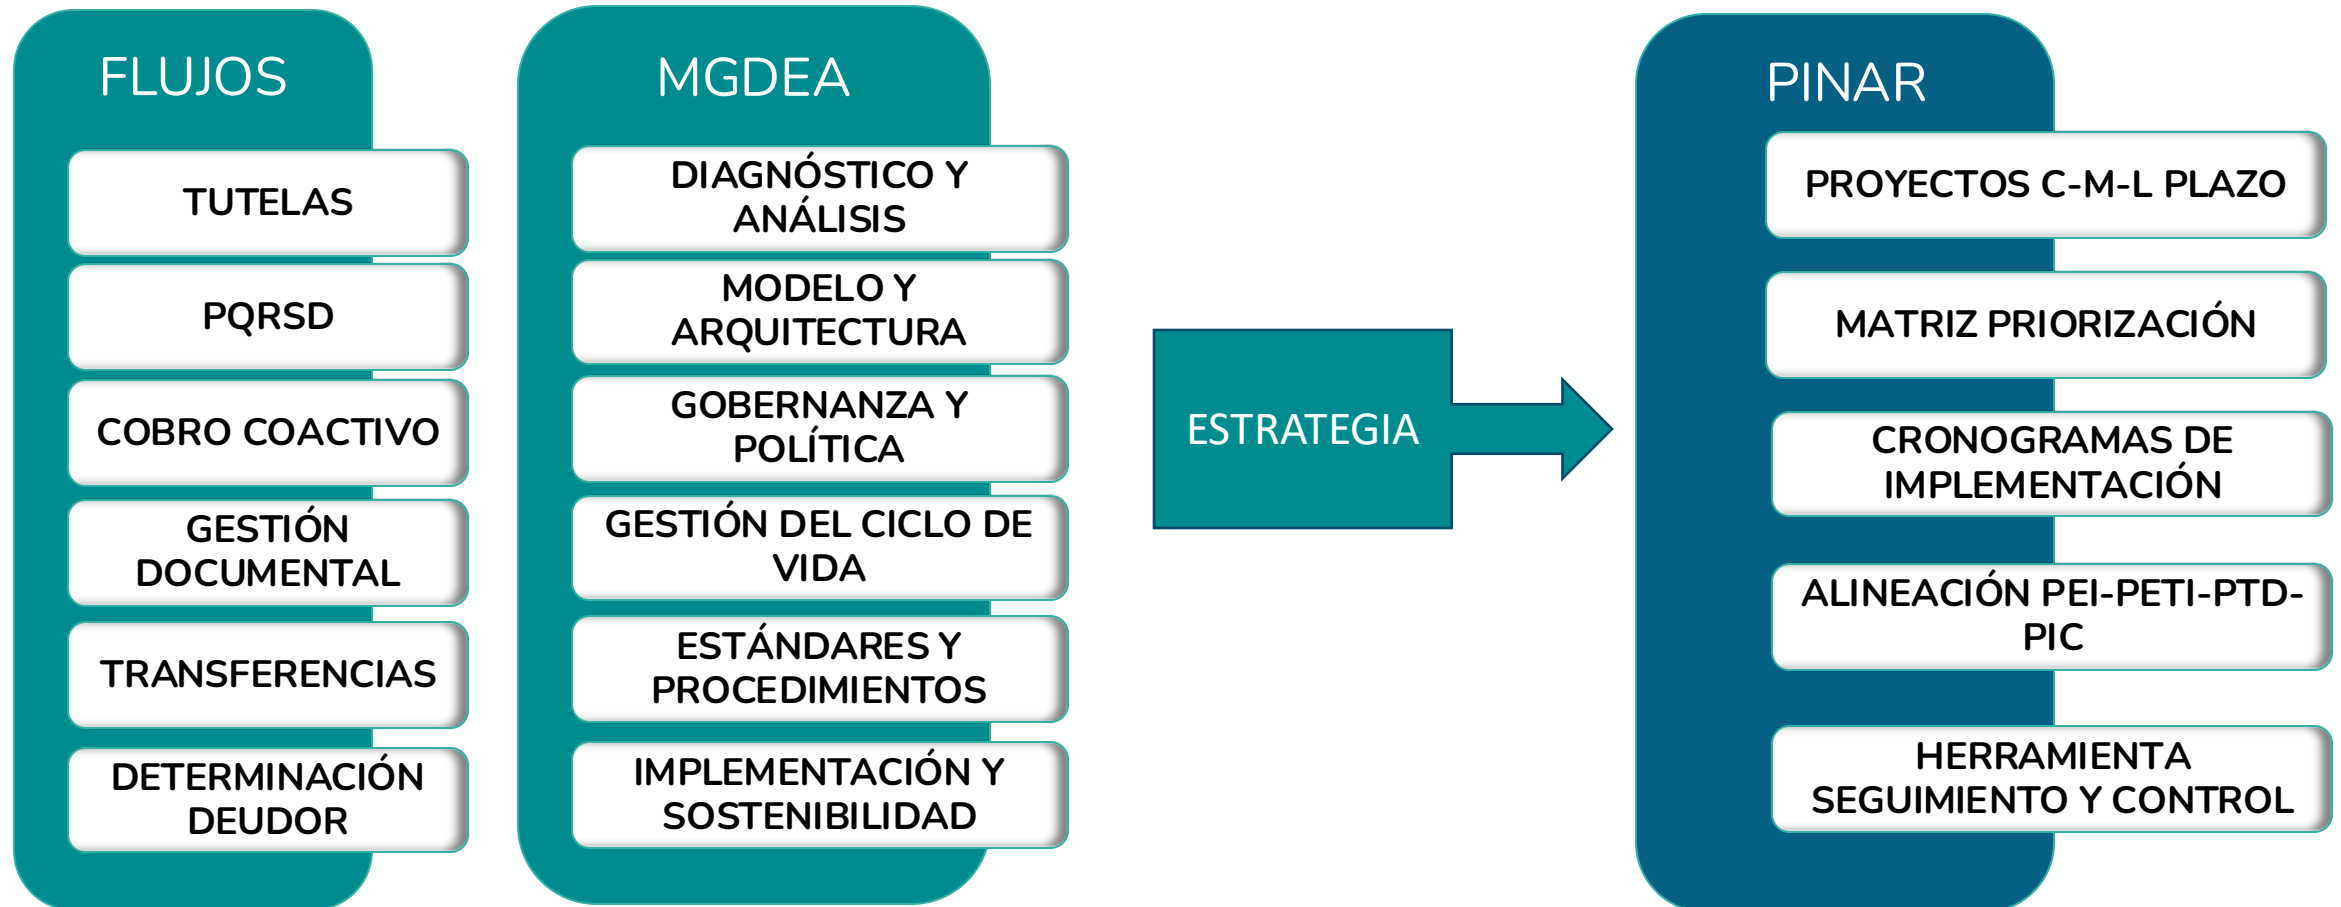 FLUJOS
TUTELAS
PQRSD
COBRO COACTIVO
GESTIÓN
DOCUMENTAL
TRANSFERENCIAS
DETERMINACIÓN
DEUDOR
MGDEA
DIAGNÓSTICO Y
ANÁLISIS
MODELO Y
ARQUITECTURA
GOBERNANZA Y
POLÍTICA
GESTIÓN DEL CICLO DE
VIDA
ESTÁNDARES Y
PROCEDIMIENTOS
IMPLEMENTACIÓN Y
SOSTENIBILIDAD
ESTRATEGIA
PINAR
PROYECTOS C-M-L PLAZO
MATRIZ PRIORIZACIÓN
CRONOGRAMAS DE
IMPLEMENTACIÓN
ALINEACIÓN PEI-PETI-PTD-
PIC
HERRAMIENTA
SEGUIMIENTO Y CONTROL